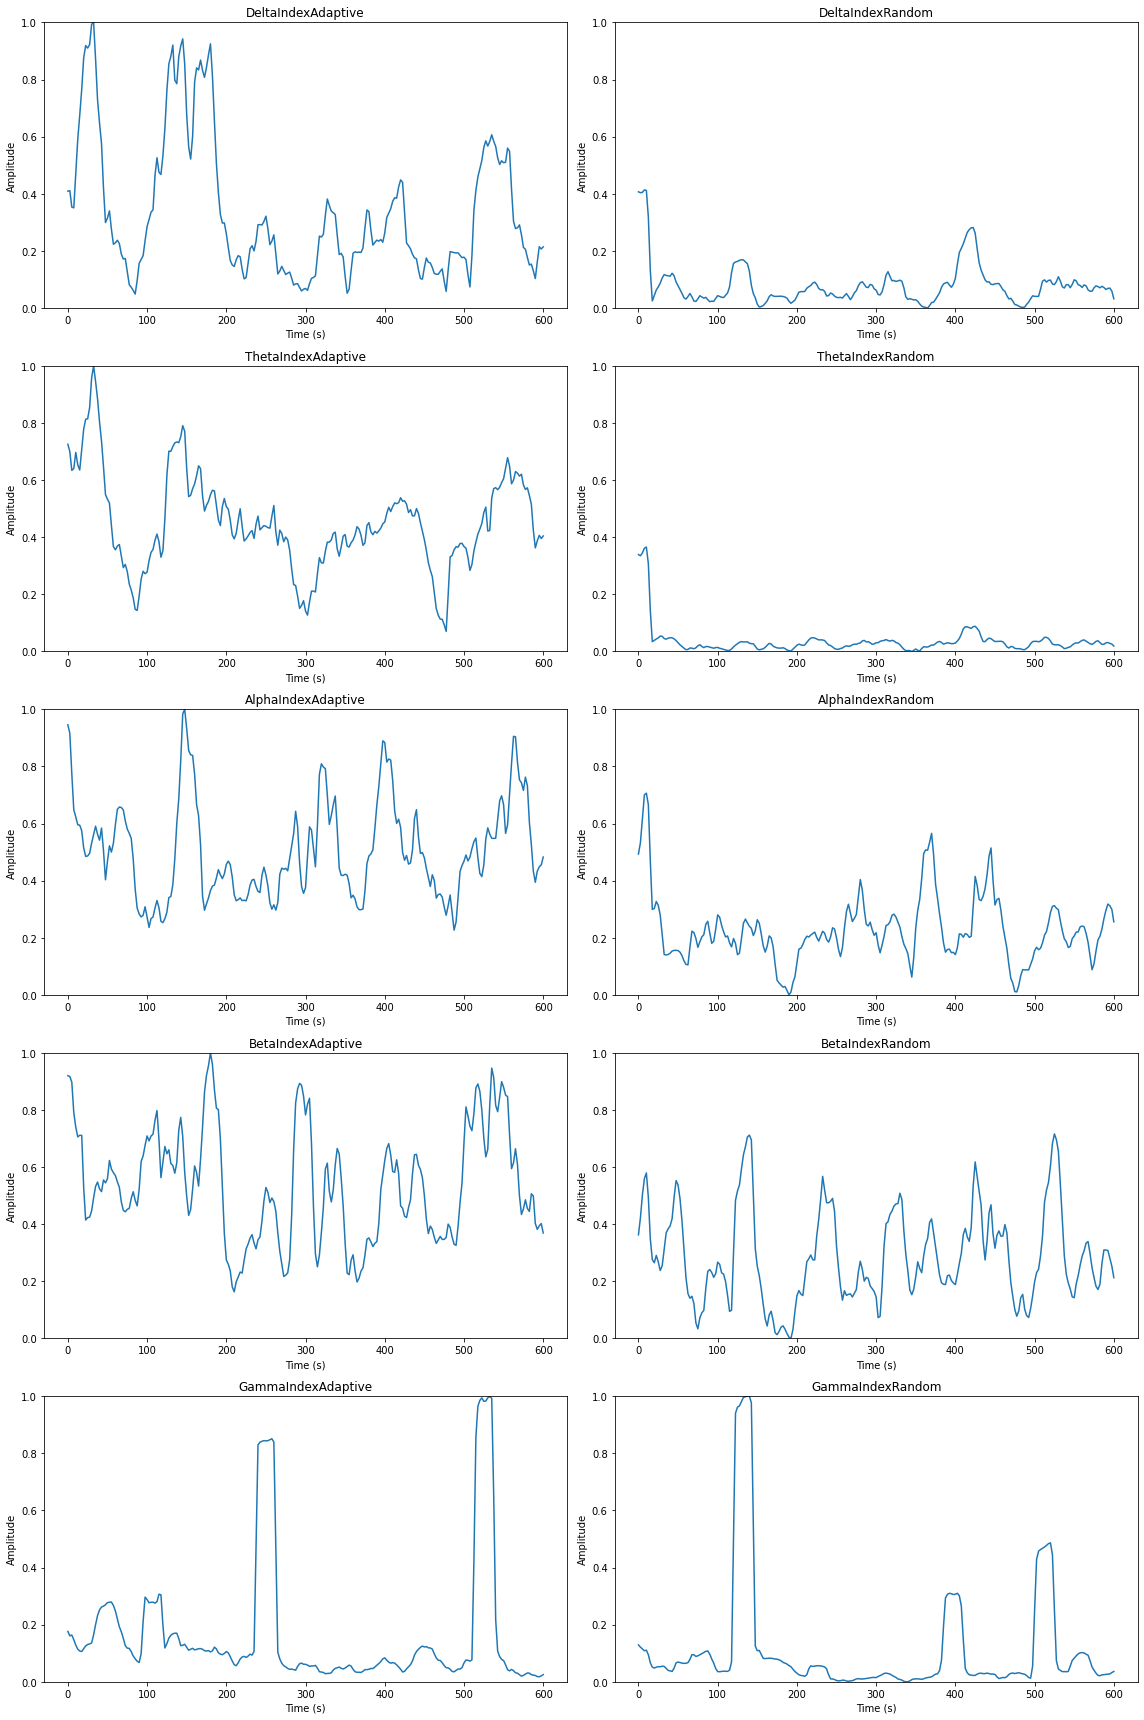 DeltaIndexAdaptive
1.0
0.8
0.6
0.4
0.2
0.0
Amplitude
0 100 200 300 400 500 600
Time (s)
DeltaIndexRandom
1.0
0.8
0.6
0.4
0.2
0.0
Amplitude
0 100 200 300 400 500 600
Time (s)
ThetaIndexAdaptive
1.0
0.8
0.6
0.4
0.2
0.0
Amplitude
0 100 200 300 400 500 600
Time (s)
ThetaIndexRandom
1.0
0.8
0.6
0.4
0.2
0.0
Amplitude
0 100 200 300 400 500 600
Time (s)
AlphaIndexAdaptive
1.0
0.8
0.6
0.4
0.2
0.0
Amplitude
0 100 200 300 400 500 600
Time (s)
AlphaIndexRandom
1.0
0.8
0.6
0.4
0.2
0.0
Amplitude
0 100 200 300 400 500 600
Time (s)
BetaIndexAdaptive
1.0
0.8
0.6
0.4
0.2
0.0
Amplitude
0 100 200 300 400 500 600
Time (s)
BetaIndexRandom
1.0
0.8
0.6
0.4
0.2
0.0
Amplitude
0 100 200 300 400 500 600
Time (s)
GammaIndexAdaptive
1.0
0.8
0.6
0.4
0.2
0.0
Amplitude
0 100 200 300 400 500 600
Time (s)
GammaIndexRandom
1.0
0.8
0.6
0.4
0.2
0.0
Amplitude
0 100 200 300 400 500 600
Time (s)